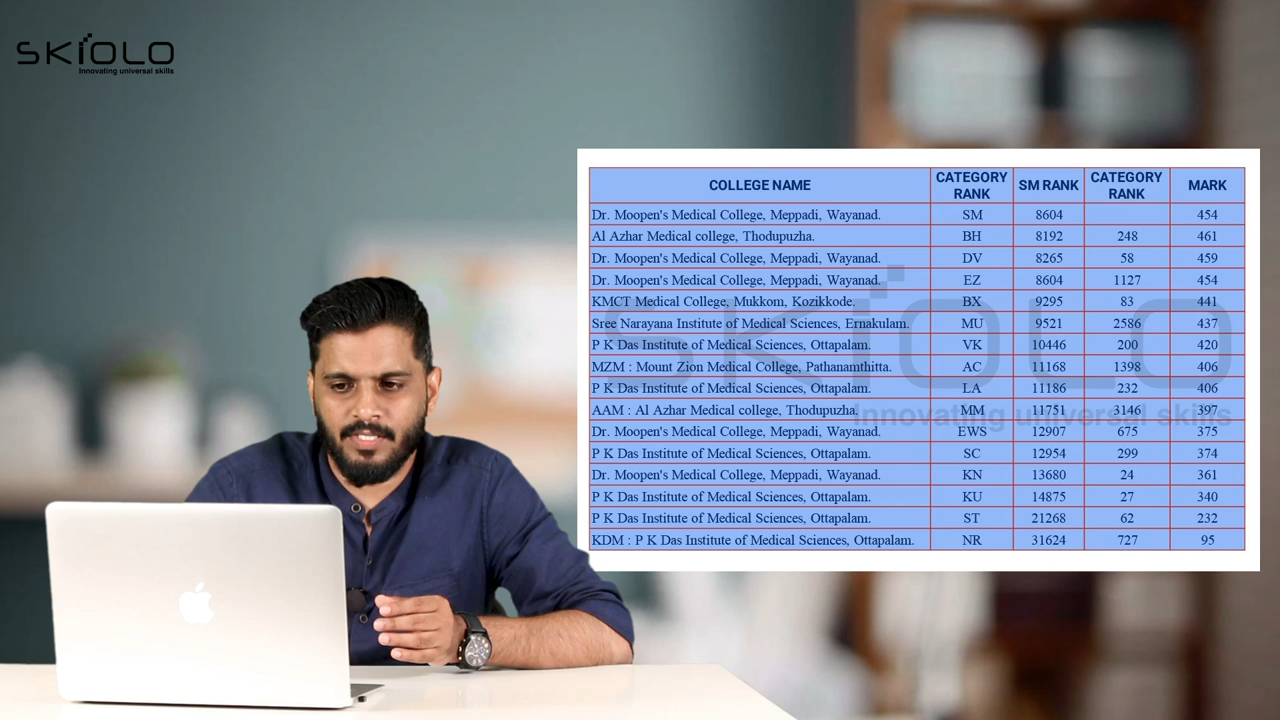 SKIOLO
Innovating universal skills
COLLEGE NAME CATEGORY RANK SM RANK CATEGORY RANK MARK
Dr. Moopen's Medical College, Meppadi, Wayanad. SM 8604 454
Al Azhar Medical college, Thodupuzha. BH 8192 248 461
Dr. Moopen's Medical College, Meppadi, Wayanad. DV 8265 58 459
Dr. Moopen's Medical College, Meppadi, Wayanad. EZ 8604 1127 454
KMCT Medical College, Mukkom, Kozikkode. BX 9295 83 441
Sree Narayana Institute of Medical Sciences, Ernakulam. MU 9521 2586 437
P K Das Institute of Medical Sciences, Ottapalam. VK 10446 200 420
MZM : Mount Zion Medical College, Pathanamthitta. AC 11168 1398 406
P K Das Institute of Medical Sciences, Ottapalam. LA 11186 232 406
AAM : Al Azhar Medical college, Thodupuzha. MM 11751 3146 397
Dr. Moopen's Medical College, Meppadi, Wayanad. EWS 12907 675 375
P K Das Institute of Medical Sciences, Ottapalam. SC 12954 299 374
Dr. Moopen's Medical College, Meppadi, Wayanad. KN 13680 24 361
P K Das Institute of Medical Sciences, Ottapalam. KU 14875 27 340
P K Das Institute of Medical Sciences, Ottapalam. ST 21268 62 232
KDM : P K Das Institute of Medical Sciences, Ottapalam. NR 31624 727 95
SKIOLO
Innovating universal skills